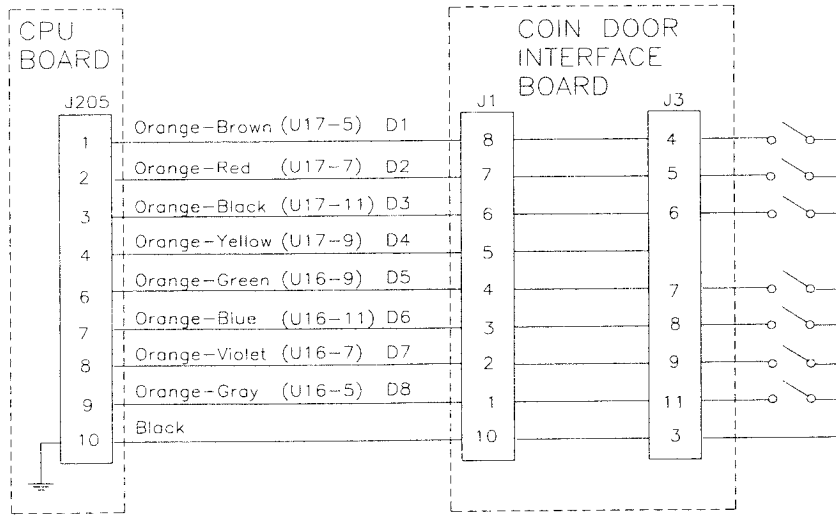 CPU
BOARD
COIN DOOR
INTERFACE
BOARD
J205
J1
J3
1 Orange-Brown (U17-5) D1 8 4
2 Orange-Red (U17-7) D2 7 5
3 Orange-Black (U17-11) D3 6 6
4 Orange-Yellow (U17-9) D4 5
6 Orange-Green (U16-9) D5 4 7
7 Orange-Blue (U16-11) D6 3 8
8 Orange-Violet (U16-7) D7 2 9
9 Orange-Gray (U16-5) D8 1 11
10 Black 10 3